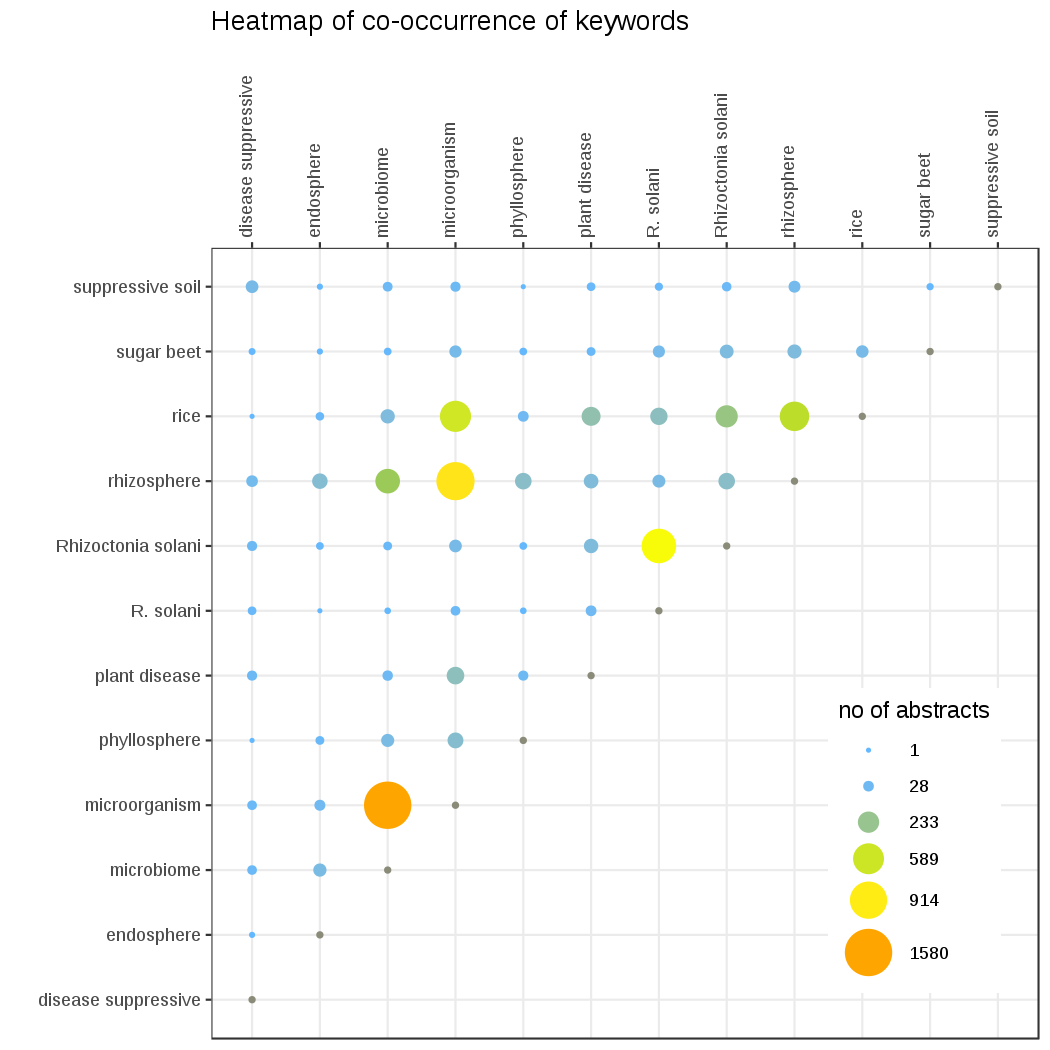 Heatmap of co-occurrence of keywords
disease suppressive
endosphere
microbiome
microorganism
phyllosphere
plant disease
R. solani
Rhizoctonia solani
rhizosphere
rice
sugar beet
suppressive soil
suppressive soil
sugar beet
rice
rhizosphere
Rhizoctonia solani
R. solani
plant disease
phyllosphere
microorganism
microbiome
endosphere
disease suppressive
no of abstracts
1
28
233
589
914
1580